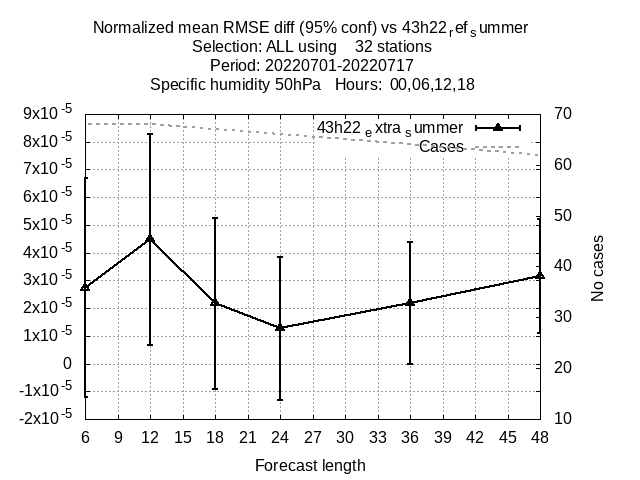 Normalized mean RMSE diff (95% conf) vs 43h22refsummer
Selection: ALL using 32 stations
Period: 20220701-20220717
Specific humidity 50hPa Hours: 00,06,12,18
9x10-5 70
43h22extrasummer
8x10-5
Cases
7x10-5 60
6x10-5
5x10-5 50
4x10-5
3x10-5 40
2x10-5
1x10-5 30
0 20
-1x10-5
-2x10-5 10
No cases
6 9 12 15 18 21 24 27 30 33 36 39 42 45 48
Forecast length